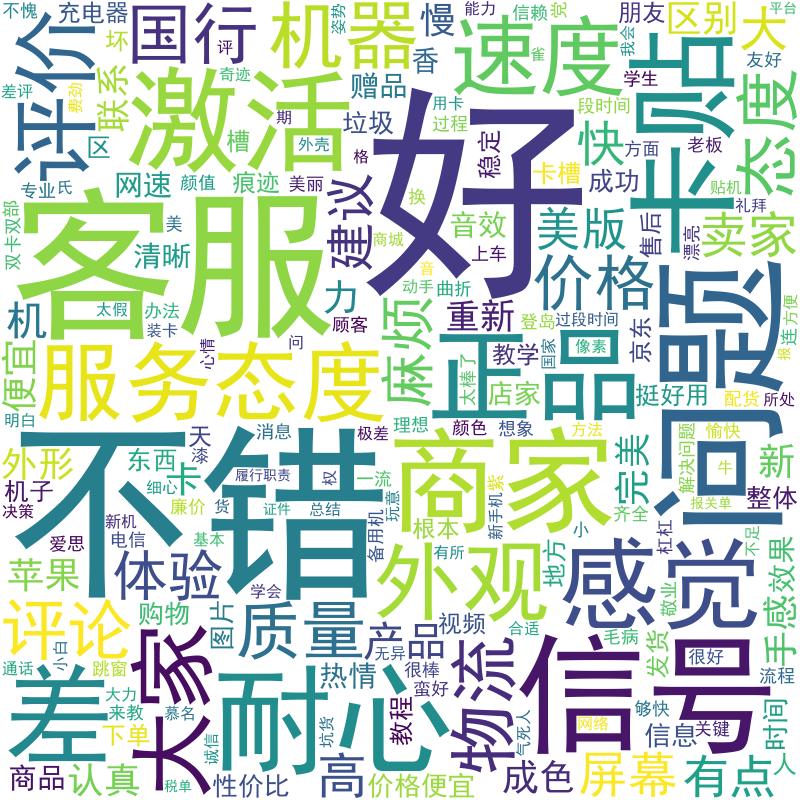 不愧
充电器
国行
评
机器
姿势
慢
能力
信赖
朋友
区别
大
平台
评价
坏
联系
奇迹
香
速度
我会
友好
差评
费劲
激活
赠品
用卡
段时间
学生
卡贴
态度
区
槽
期
外壳
垃圾
过程
稳定
快
方面
老板
好
格
卡槽
专业
氏
网速
颜值
痕迹
美丽
换
成功
贴机
礼拜
双卡双部
美
客服
建议
商城
音效
美版
售后
漂亮
卖家
清晰
音
上车
动手
曲折
价格
问题
机
太假
办法
力
重新
登岛
过段时间
连
方便
装卡
心情
问
顾客
麻烦
教学
国家
像素
京东
报
便宜
服务态度
太棒了
正品
店家
挺好用
配货
所处
明白
极差
理想
颜色
想象
方法
完美
愉快
天
漆
消息
不错
商家
解决问题
牛
新
外形
东西
卡
履行职责
权
一流
紫
机子
细心
玩意
新手机
齐全
报关单
整体
决策
廉价
货
证件
总结
备用机
根本
小
杠杠
不足
新机
电信
基本
有所
地方
爱思
体验
外观
感觉
手感
效果
苹果
学会
敬业
评论
购物
图片
质量
产品
视频
合适
毛病
发货
通话
小白
跳窗
大家
无异
很棒
物流
信号
很好
流程
差
大力
来教
慕名
耐心
热情
蛮好
教程
气死人
网络
够快
关键
时间
下单
诚信
坑货
信息
商品
认真
税单
性价比
高
价格便宜
成色
屏幕
有点
人